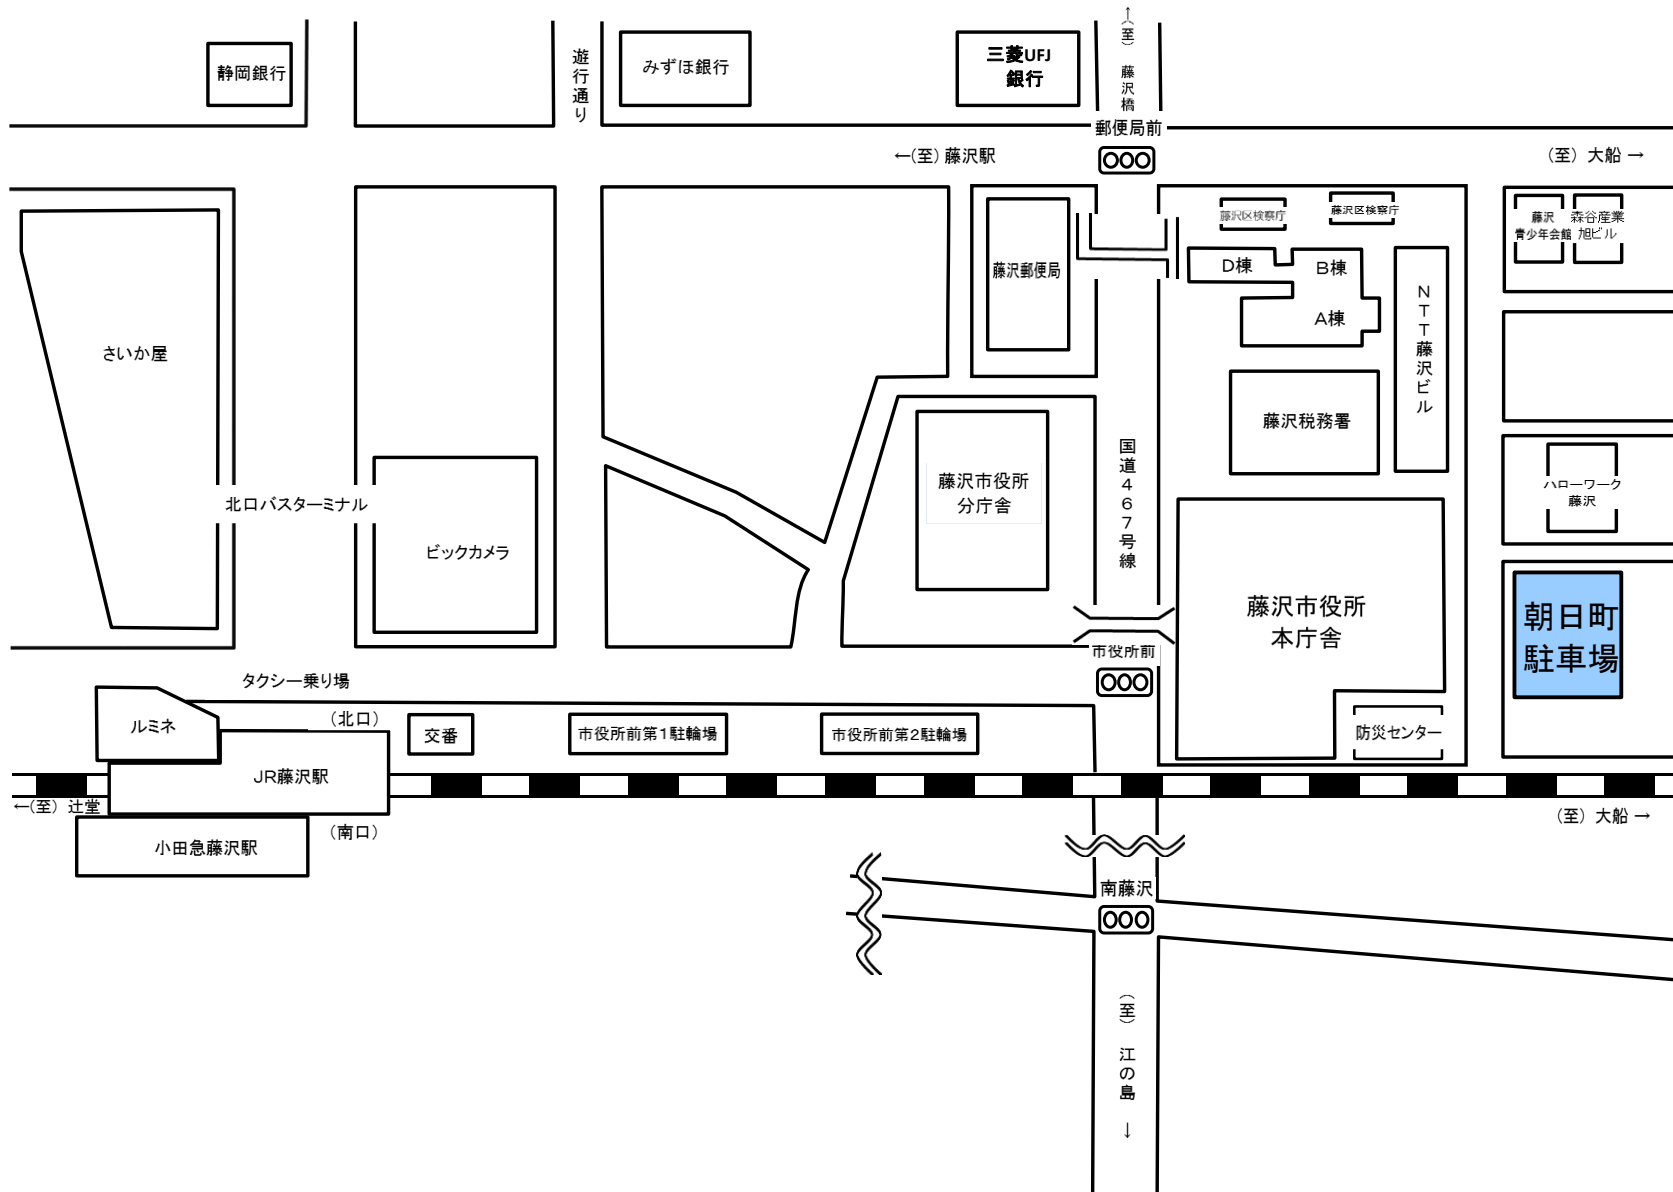 静岡銀行
遊行通り
みずほ銀行
三菱UFJ
銀行
←(至) 藤沢橋
郵便局前
←(至) 藤沢駅
(至) 大船 →
藤沢区検察庁
藤沢区検察庁
藤沢
青少年会館
森谷産業
旭ビル
藤沢郵便局
D棟
B棟
A棟
NTT藤沢ビル
さいか屋
藤沢税務署
国道467号線
藤沢市役所
分庁舎
ハローワーク
藤沢
北口バスターミナル
ビックカメラ
藤沢市役所
本庁舎
朝日町
駐車場
市役所前
タクシー乗り場
ルミネ
(北口)
交番
市役所前第1駐輪場
市役所前第2駐輪場
防災センター
JR藤沢駅
←(至) 辻堂
(至) 大船 →
(南口)
小田急藤沢駅
南藤沢
(至) 江の島 ↓